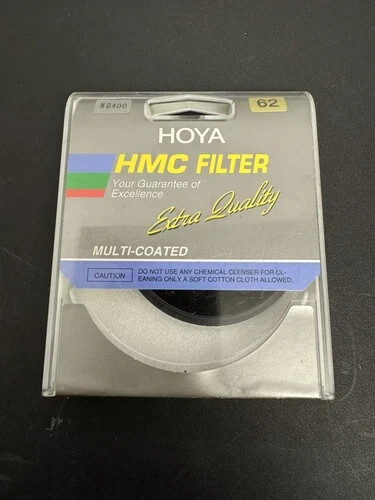 ND400
62
HOYA
HMC FILTER
Your Guarantee of
Excellence
Extra Quality
MULTI-COATED
CAUTION
DO NOT USE ANY CHEMICAL CLENSER FOR CL-
EANING ONLY A SOFT COTTON CLOTH ALLOWED.